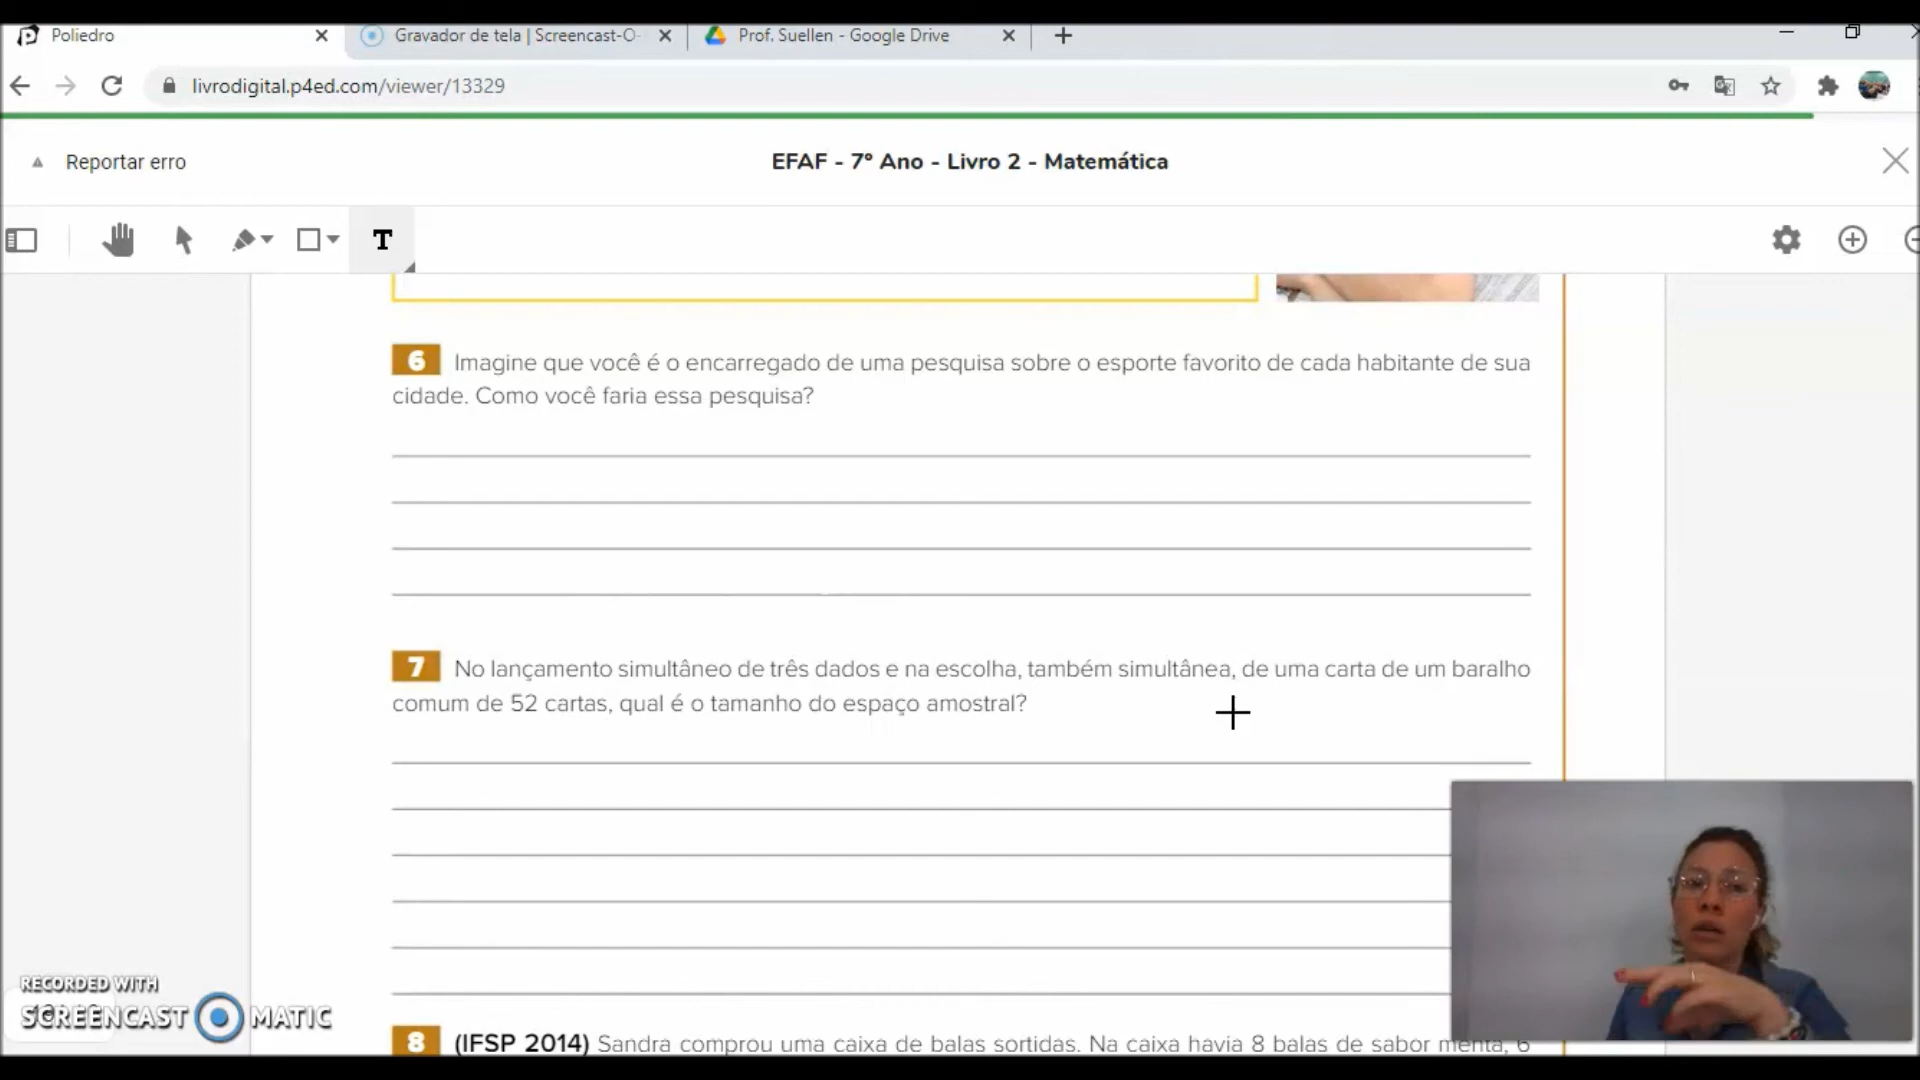 Poliedro
Gravador de tela | Screencast-O-
Prof. Suellen - Google Drive
livrodigital.p4ed.com/viewer/13329
Reportar erro
EFAF - 7º Ano - Livro 2 - Matemática
T
6 Imagine que você é o encarregado de uma pesquisa sobre o esporte favorito de cada habitante de sua
cidade. Como você faria essa pesquisa?
7 No lançamento simultâneo de três dados e na escolha, também simultânea, de uma carta de um baralho
comum de 52 cartas, qual é o tamanho do espaço amostral?
8 (IFSP 2014) Sandra comprou uma caixa de balas sortidas. Na caixa havia 8 balas de sabor menta, 6
RECORDED WITH
SCREENCAST MATIC